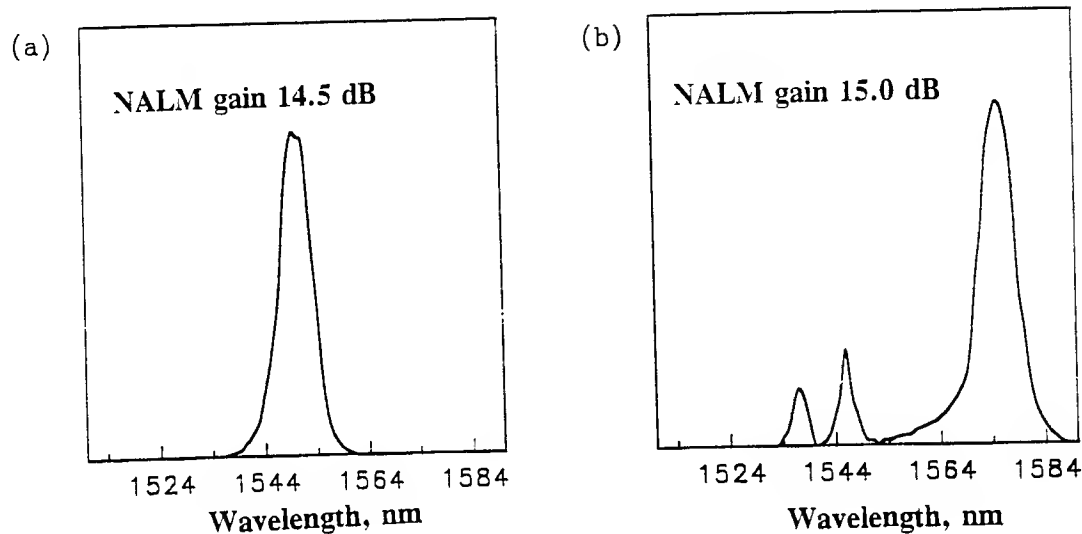 (a)
NALM gain 14.5 dB
1524 1544 1564 1584
Wavelength, nm
(b)
NALM gain 15.0 dB
1524 1544 1564 1584
Wavelength, nm